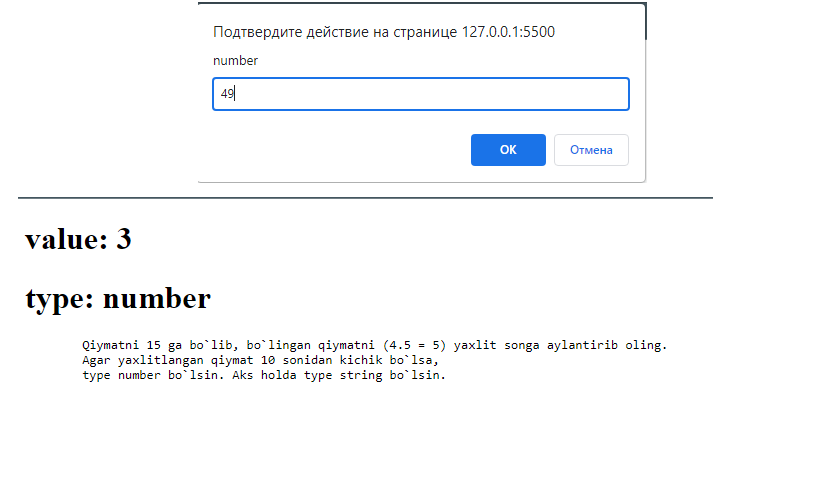 Подтвердите действие на странице 127.0.0.1:5500
number
49
OK Отмена
value: 3
type: number
Qiymatni 15 ga bo`lib, bo`lingan qiymatni (4.5 = 5) yaxlit songa aylantirib oling.
Agar yaxlitlangan qiymat 10 sonidan kichik bo`lsa,
type number bo`lsin. Aks holda type string bo`lsin.